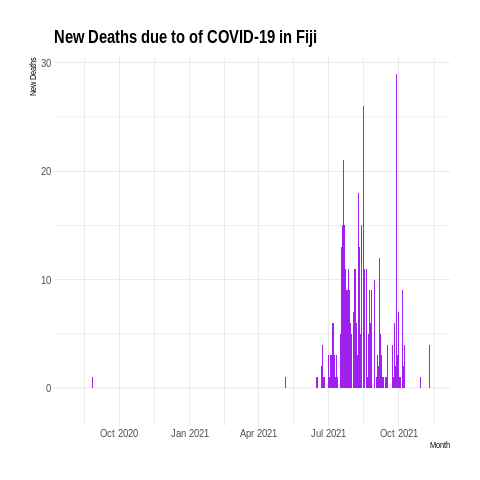 New Deaths due to of COVID-19 in Fiji
New Deaths
30
20
10
0
Oct 2020 Jan 2021 Apr 2021 Jul 2021 Oct 2021
Month